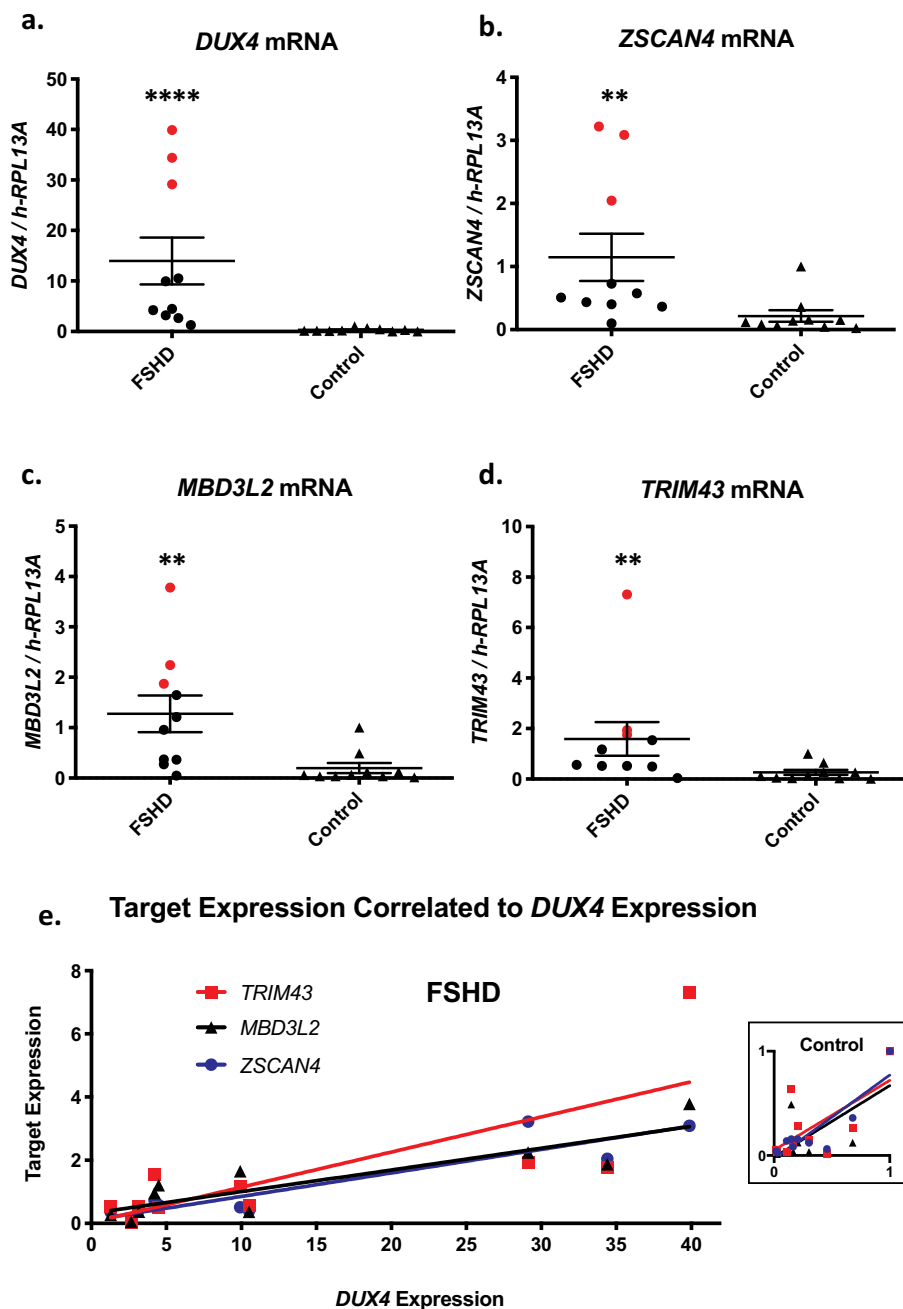 a.
DUX4 mRNA
DUX4 / h-RPL13A
50
40
30
20
10
0
****
FSHD
Control
b.
ZSCAN4 mRNA
ZSCAN4 / h-RPL13A
4
3
2
1
0
**
FSHD
Control
c.
MBD3L2 mRNA
MBD3L2 / h-RPL13A
5
4
3
2
1
0
**
FSHD
Control
d.
TRIM43 mRNA
TRIM43 / h-RPL13A
10
8
6
4
2
0
**
FSHD
Control
e.
Target Expression Correlated to DUX4 Expression
Target Expression
8
6
4
2
0
TRIM43
MBD3L2
ZSCAN4
FSHD
0 5 10 15 20 25 30 35 40
DUX4 Expression
Control
1
0
0 1